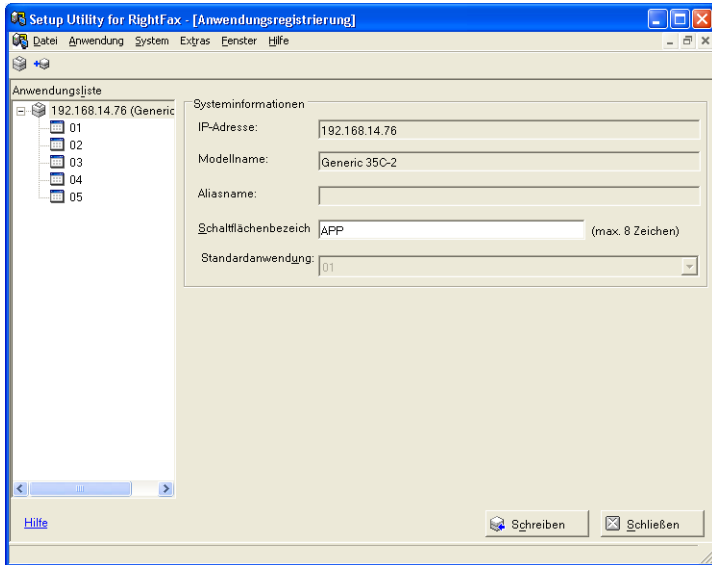 Setup Utility for RightFax - [Anwendungsregistrierung]
Datei Anwendung System Extras Fenster Hilfe
Anwendungsliste
192.168.14.76 (Generic
01
02
03
04
05
Systeminformationen
IP-Adresse: 192.168.14.76
Modellname: Generic 35C-2
Aliasname:
Schaltflächenbezeich APP (max. 8 Zeichen)
Standardanwendung: 01
Hilfe Schreiben Schließen